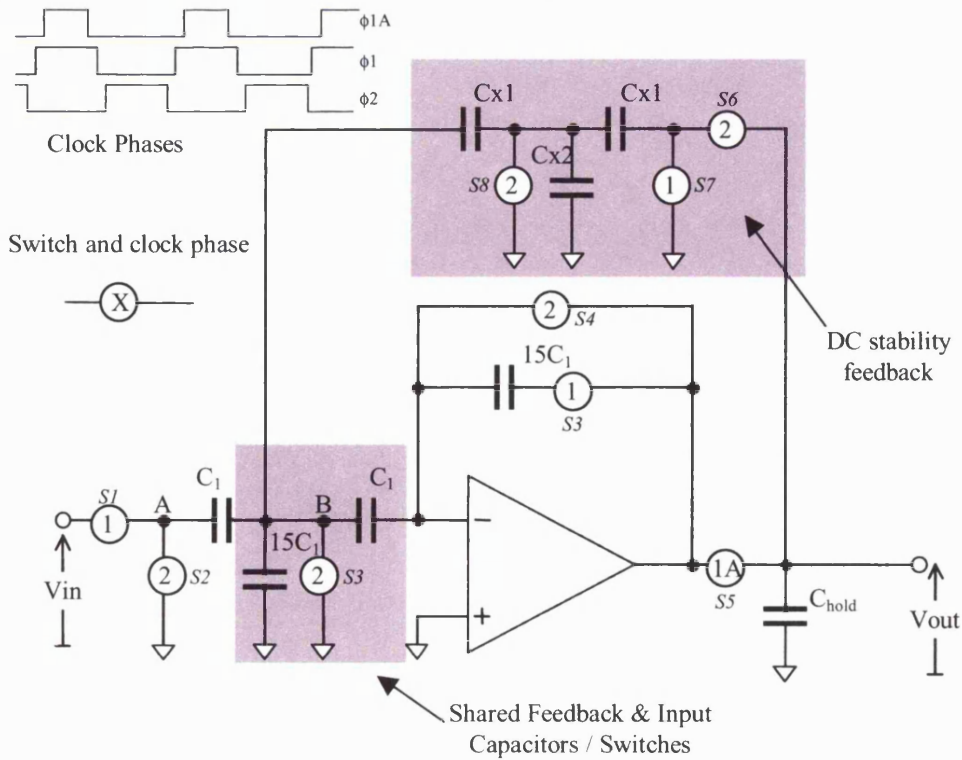 ϕ1A
ϕ1
ϕ2
Clock Phases
Cx1
Cx1
S6
2
Cx2
S8
2
1
S7
Switch and clock phase
X
2
S4
15C₁
1
S3
DC stability
feedback
C₁
C₁
S1
A
B
1
15C₁
2
S2
2
S3
−
+
1A
S5
Vin
C_hold
Vout
Shared Feedback & Input
Capacitors / Switches